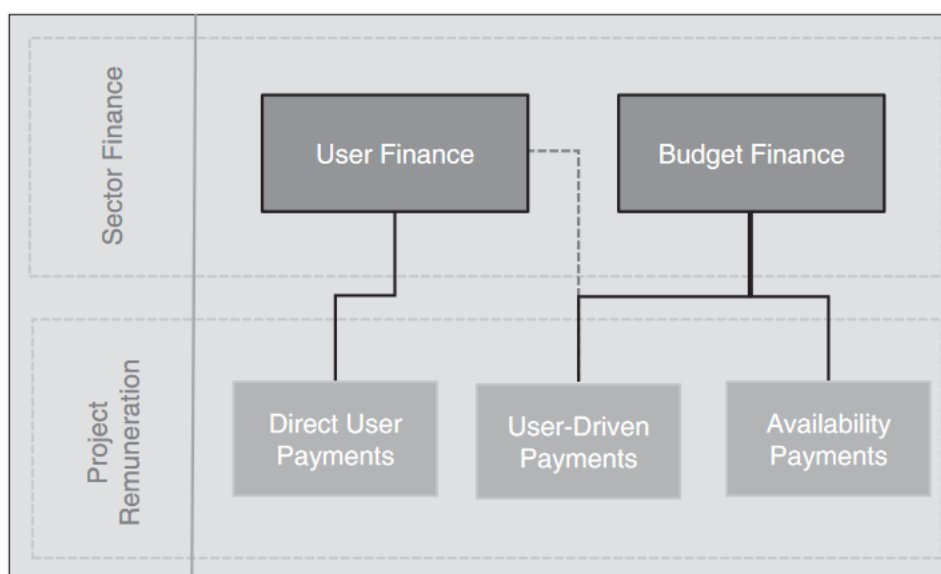 Sector Finance
User Finance
Budget Finance
Project
Remuneration
Direct User
Payments
User-Driven
Payments
Availability
Payments